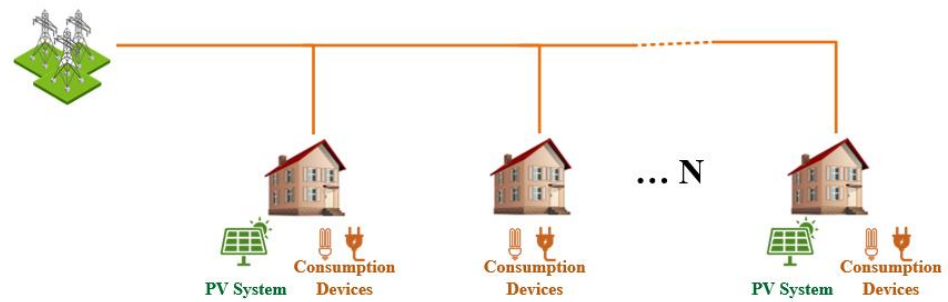 ... N
Consumption
PV System Devices
Consumption
Devices
Consumption
PV System Devices